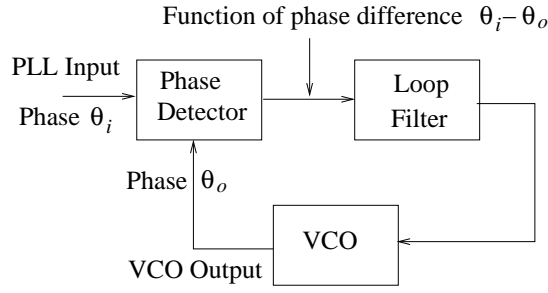 Function of phase difference θi–θo
PLL Input
Phase θi
Phase
Detector
Loop
Filter
Phase θo
VCO
VCO Output